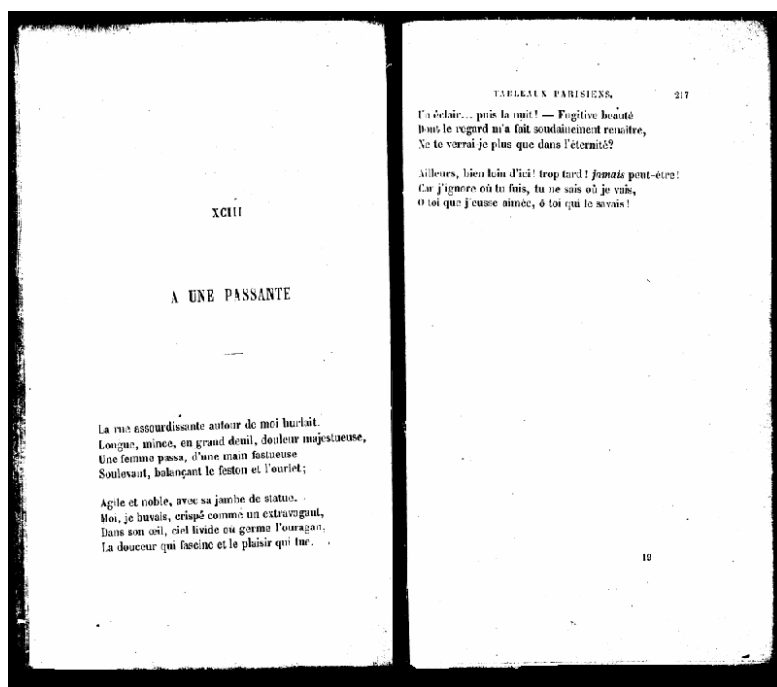 XCIII
A UNE PASSANTE
La rue assourdissante autour de moi hurlait.
Longue, mince, en grand deuil, douleur majestueuse,
Une femme passa, d'une main fastueuse
Soulevant, balançant le feston et l'ourlet;
Agile et noble, avec sa jambe de statue.
Moi, je buvais, crispé comme un extravagant,
Dans son œil, ciel livide où germe l'ouragan,
La douceur qui fascine et le plaisir qui tue.
TABLEAUX PARISIENS.
217
Un éclair... puis la nuit! — Fugitive beauté
Dont le regard m'a fait soudainement renaître,
Ne te verrai-je plus que dans l'éternité?
Ailleurs, bien loin d'ici! trop tard! jamais peut-être!
Car j'ignore où tu fuis, tu ne sais où je vais,
O toi que j'eusse aimée, ô toi qui le savais!
19